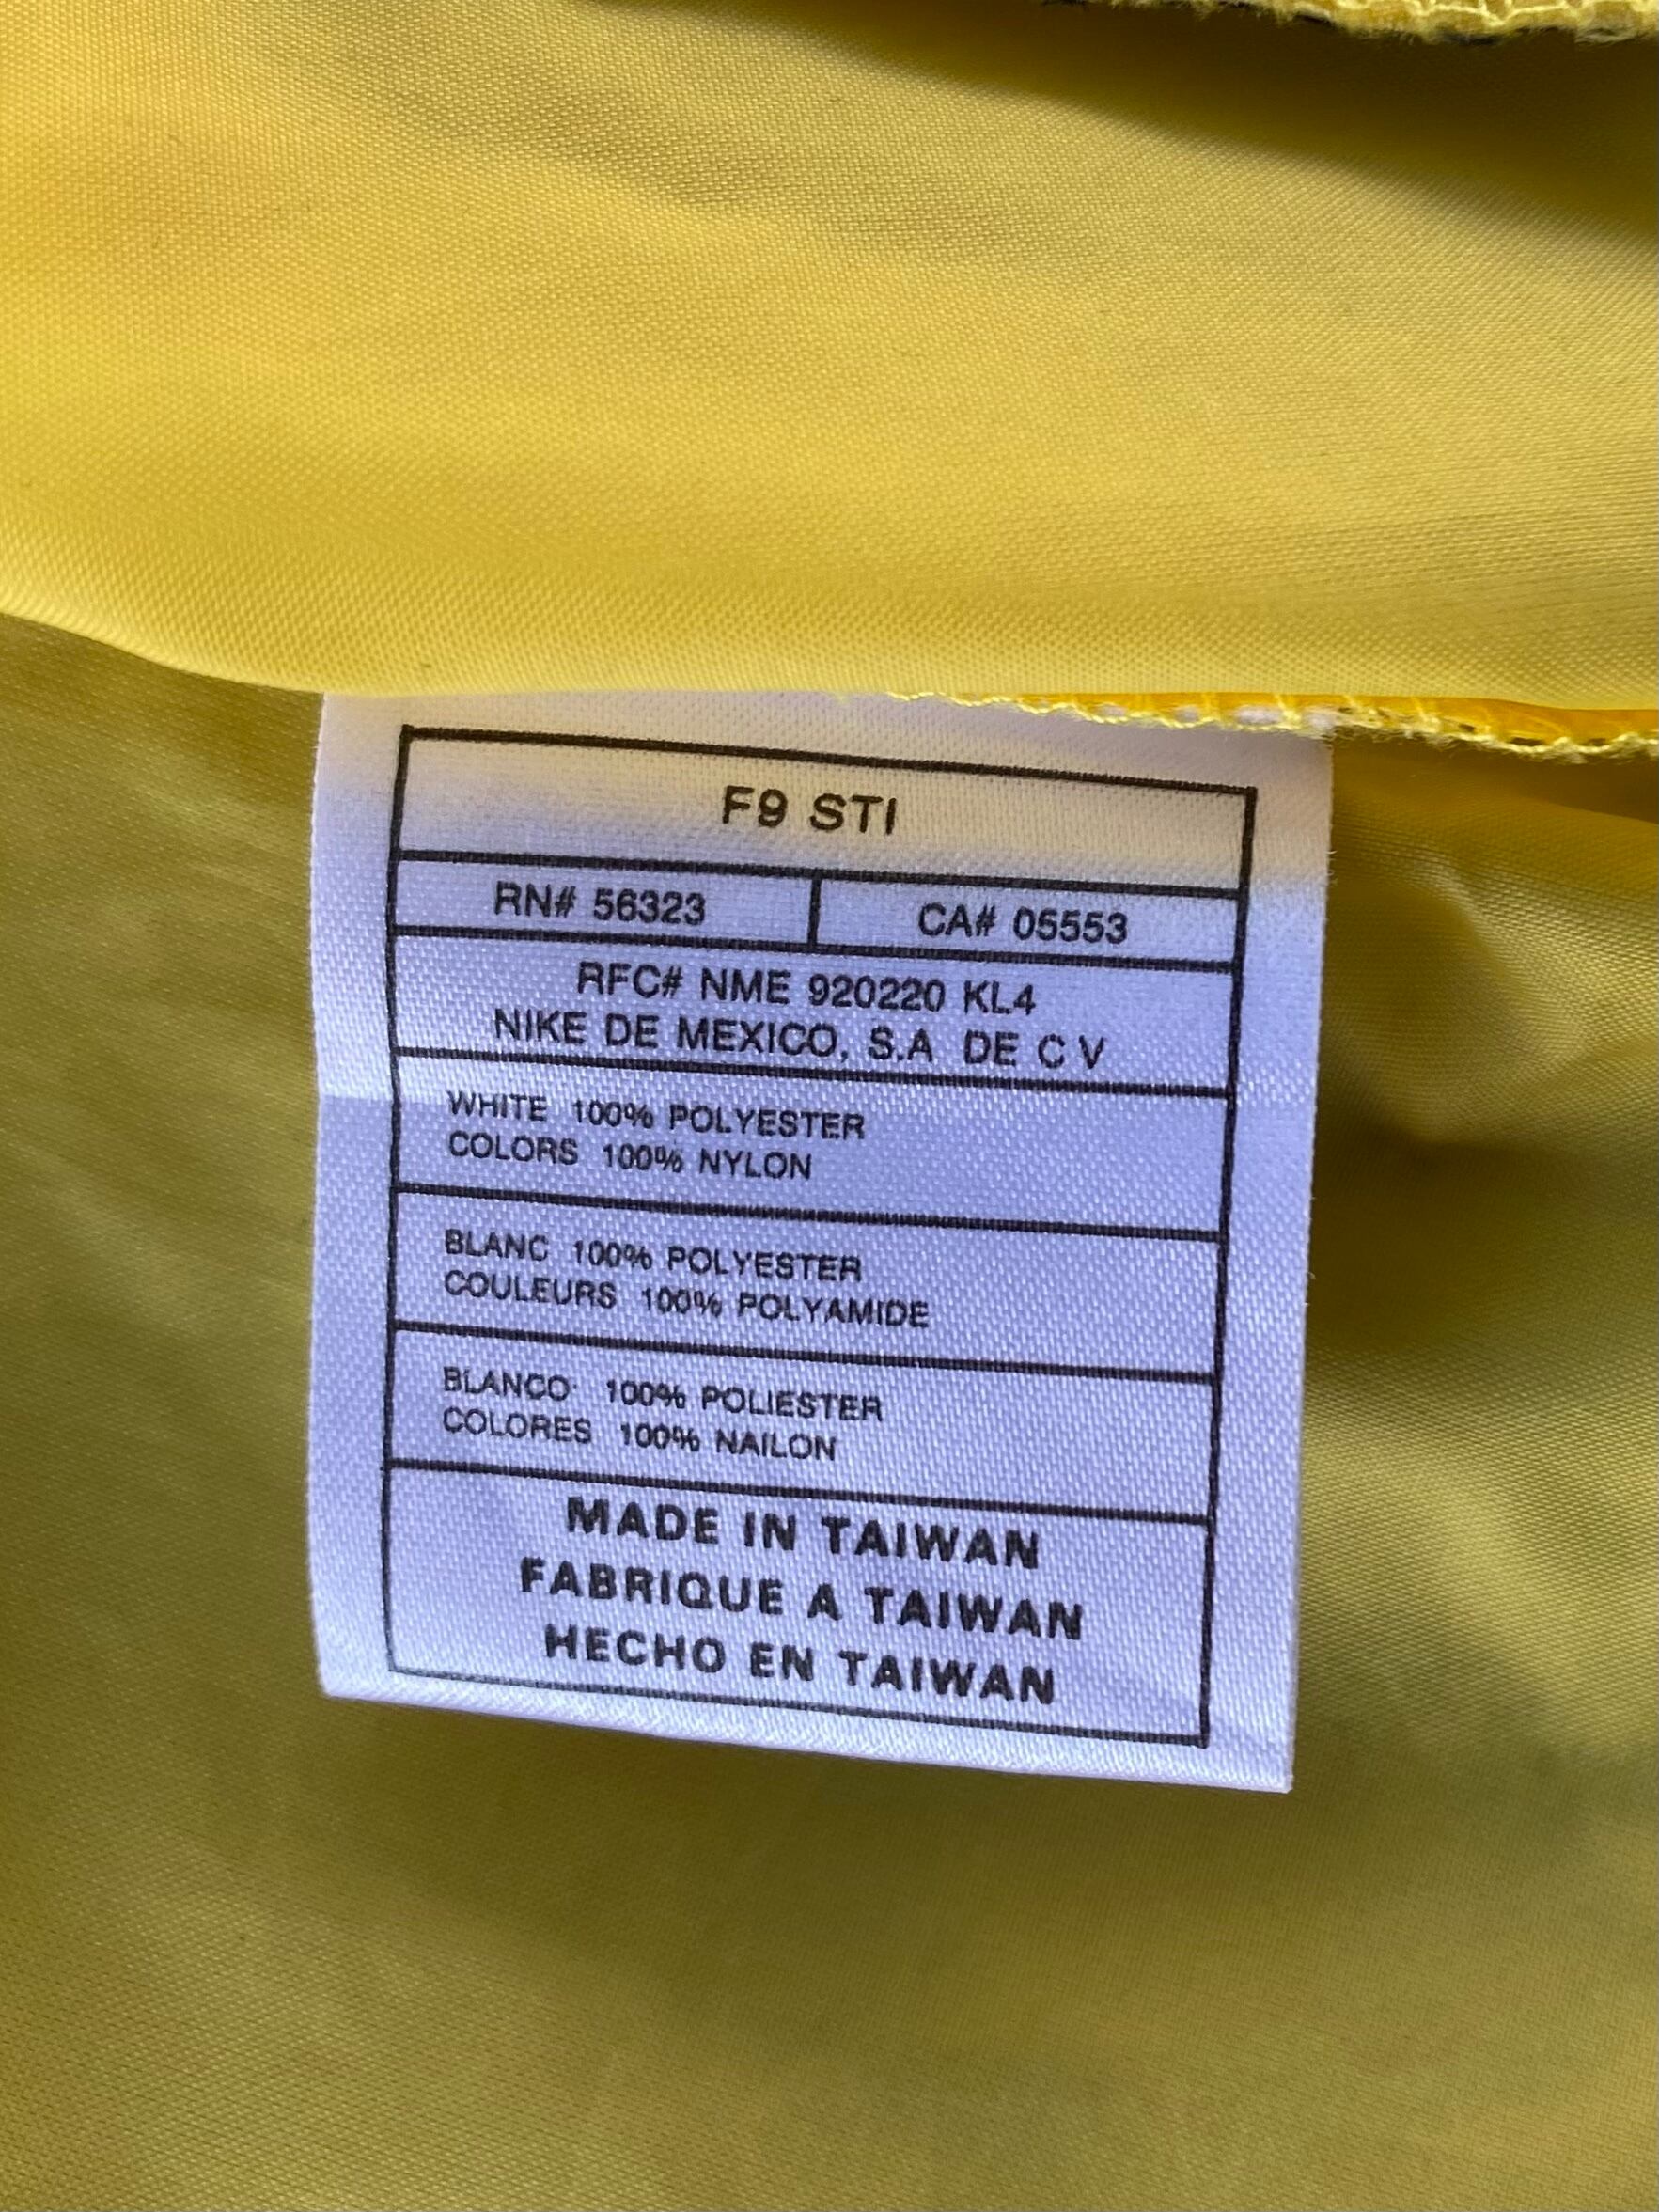 F9 STI
RN# 56323 CA# 05553
RFC# NME 920220 KL4
NIKE DE MEXICO, S.A DE C V
WHITE 100% POLYESTER
COLORS 100% NYLON
BLANC 100% POLYESTER
COULEURS 100% POLYAMIDE
BLANCO 100% POLIESTER
COLORES 100% NAILON
MADE IN TAIWAN
FABRIQUE A TAIWAN
HECHO EN TAIWAN